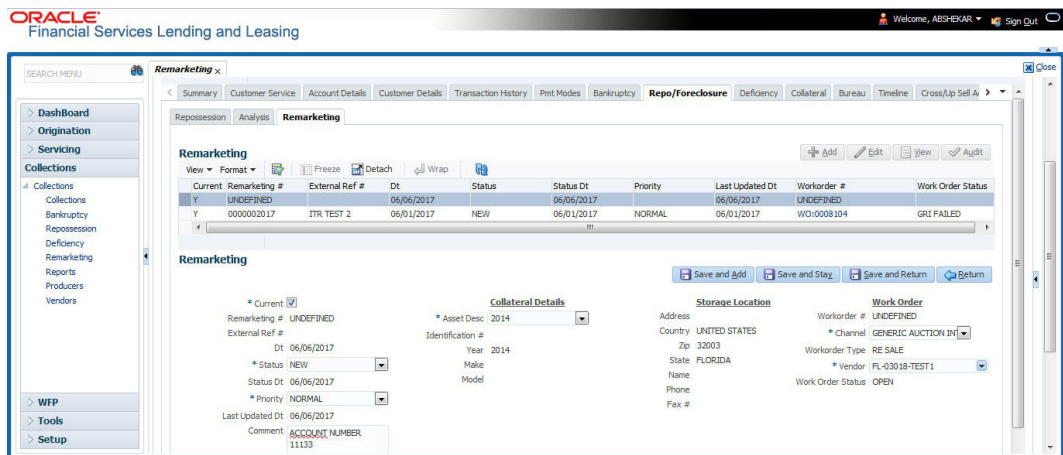 ORACLE
Financial Services Lending and Leasing
Welcome, ABSHEKAR
Sign Out
Close
SEARCH MENU
Remarketing
Summary Customer Service Account Details Customer Details Transaction History Pmt Modes Bankruptcy Repo/Foreclosure Deficiency Collateral Bureau Timeline Cross/Up Sell
DashBoard
Origination
Servicing
Collections
Collections
Collections
Bankruptcy
Repossession
Deficiency
Remarketing
Reports
Producers
Vendors
WFP
Tools
Setup
Repossession Analysis Remarketing
Remarketing
Add Edit View Audit
View Format Freeze Detach Wrap
Current Remarketing # External Ref # Dt Status Status Dt Priority Last Updated Dt Workorder # Work Order Status
Y UNDEFINED 06/06/2017 06/06/2017 06/06/2017 UNDEFINED
Y 0000002017 ITR TEST 2 06/01/2017 NEW 06/01/2017 NORMAL 06/01/2017 WO:0008104 GRI FAILED
Remarketing
Save and Add Save and Stay Save and Return Return
* Current
Remarketing # UNDEFINED
External Ref #
Dt 06/06/2017
* Status NEW
Status Dt 06/06/2017
* Priority NORMAL
Last Updated Dt 06/06/2017
Comment ACCOUNT NUMBER
11133
Collateral Details
* Asset Desc 2014
Identification #
Year 2014
Make
Model
Storage Location
Address
Country UNITED STATES
Zip 32003
State FLORIDA
Name
Phone
Fax #
Work Order
Workorder # UNDEFINED
* Channel GENERIC AUCTION INT
Workorder Type RE SALE
* Vendor FL-03018-TEST1
Work Order Status OPEN